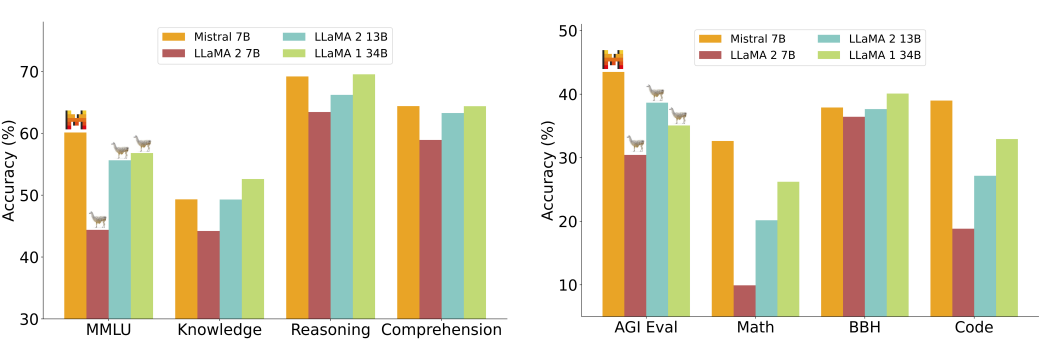 Mistral 7B
LLaMA 2 7B
LLaMA 2 13B
LLaMA 1 34B
Accuracy (%)
70
60
50
40
30
MMLU
Knowledge
Reasoning
Comprehension
Mistral 7B
LLaMA 2 7B
LLaMA 2 13B
LLaMA 1 34B
Accuracy (%)
50
40
30
20
10
AGI Eval
Math
BBH
Code